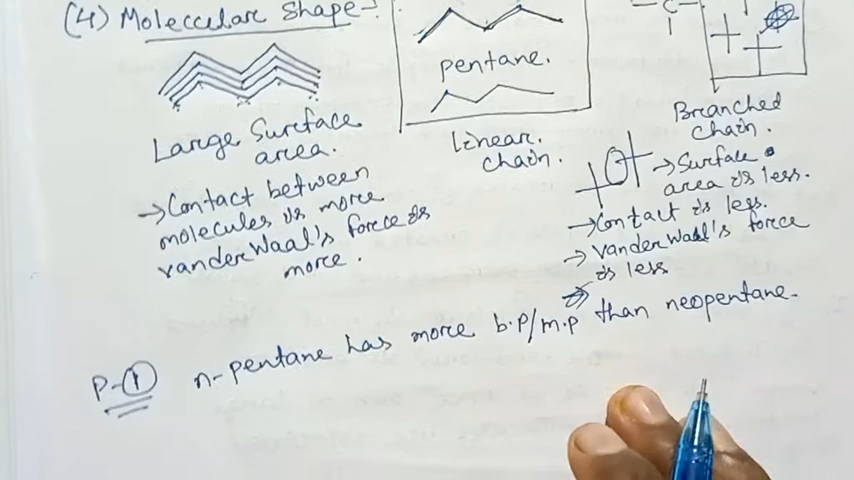 (4) Moleccular Shape:-
Large Surface
area.
→ Contact between
molecules is more
vanderWaal's force is
more.
pentane.
Linear.
chain.
-C-
Branched
Chain.
→ Surface
area is less.
→ Contact is less.
→ vanderWaal's force
is less
P-1 n-pentane has more b.p/m.p than neopentane.